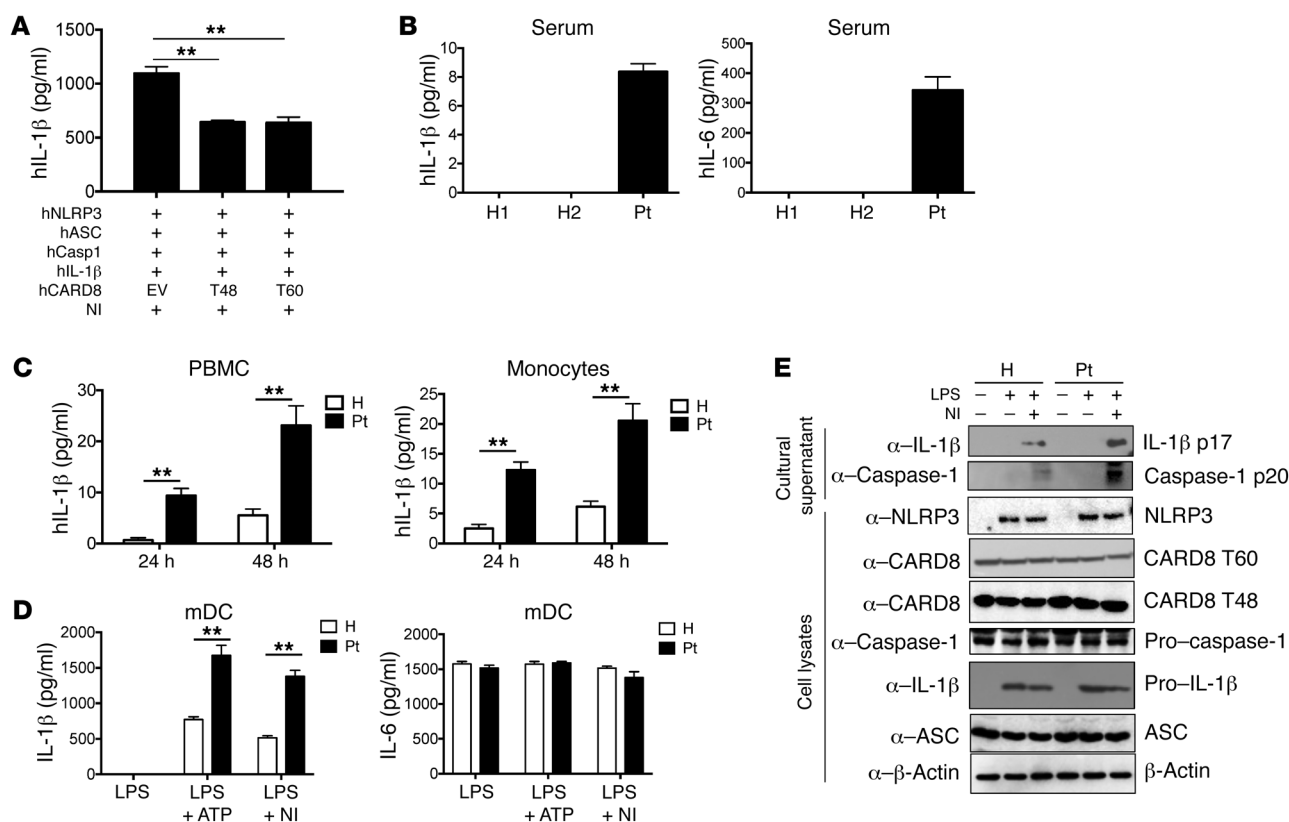 A
1500
1000
500
0
hIL-1β (pg/ml)
**
**
hNLRP3 + + +
hASC + + +
hCasp1 + + +
hIL-1β + + +
hCARD8 EV T48 T60
NI + + +
B
Serum
10
8
6
4
2
0
hIL-1β (pg/ml)
H1 H2 Pt
Serum
500
400
300
200
100
0
hIL-6 (pg/ml)
H1 H2 Pt
C
PBMC
30
20
10
0
hIL-1β (pg/ml)
**
**
H
Pt
24 h 48 h
Monocytes
25
20
15
10
5
0
hIL-1β (pg/ml)
**
**
H
Pt
24 h 48 h
D
mDC
2000
1500
1000
500
0
IL-1β (pg/ml)
**
**
H
Pt
LPS LPS LPS
+ ATP + NI
mDC
2000
1500
1000
500
0
IL-6 (pg/ml)
H
Pt
LPS LPS LPS
+ ATP + NI
E
H Pt
LPS – + + – + +
NI – – + – – +
Cultural
supernatant
α–IL-1β IL-1β p17
α–Caspase-1 Caspase-1 p20
Cell lysates
α–NLRP3 NLRP3
α–CARD8 CARD8 T60
α–CARD8 CARD8 T48
α–Caspase-1 Pro–caspase-1
α–IL-1β Pro–IL-1β
α–ASC ASC
α–β-Actin β-Actin